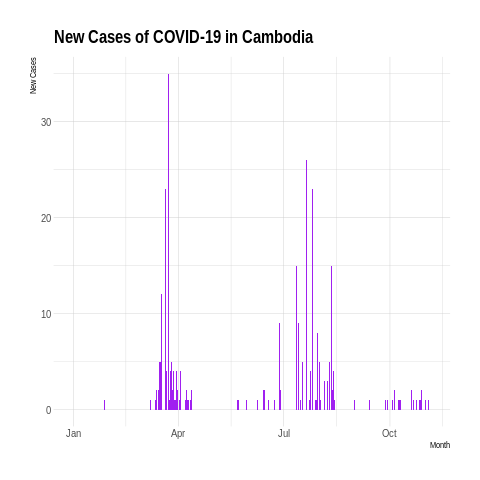 New Cases of COVID-19 in Cambodia
New Cases
30
20
10
0
Jan Apr Jul Oct
Month